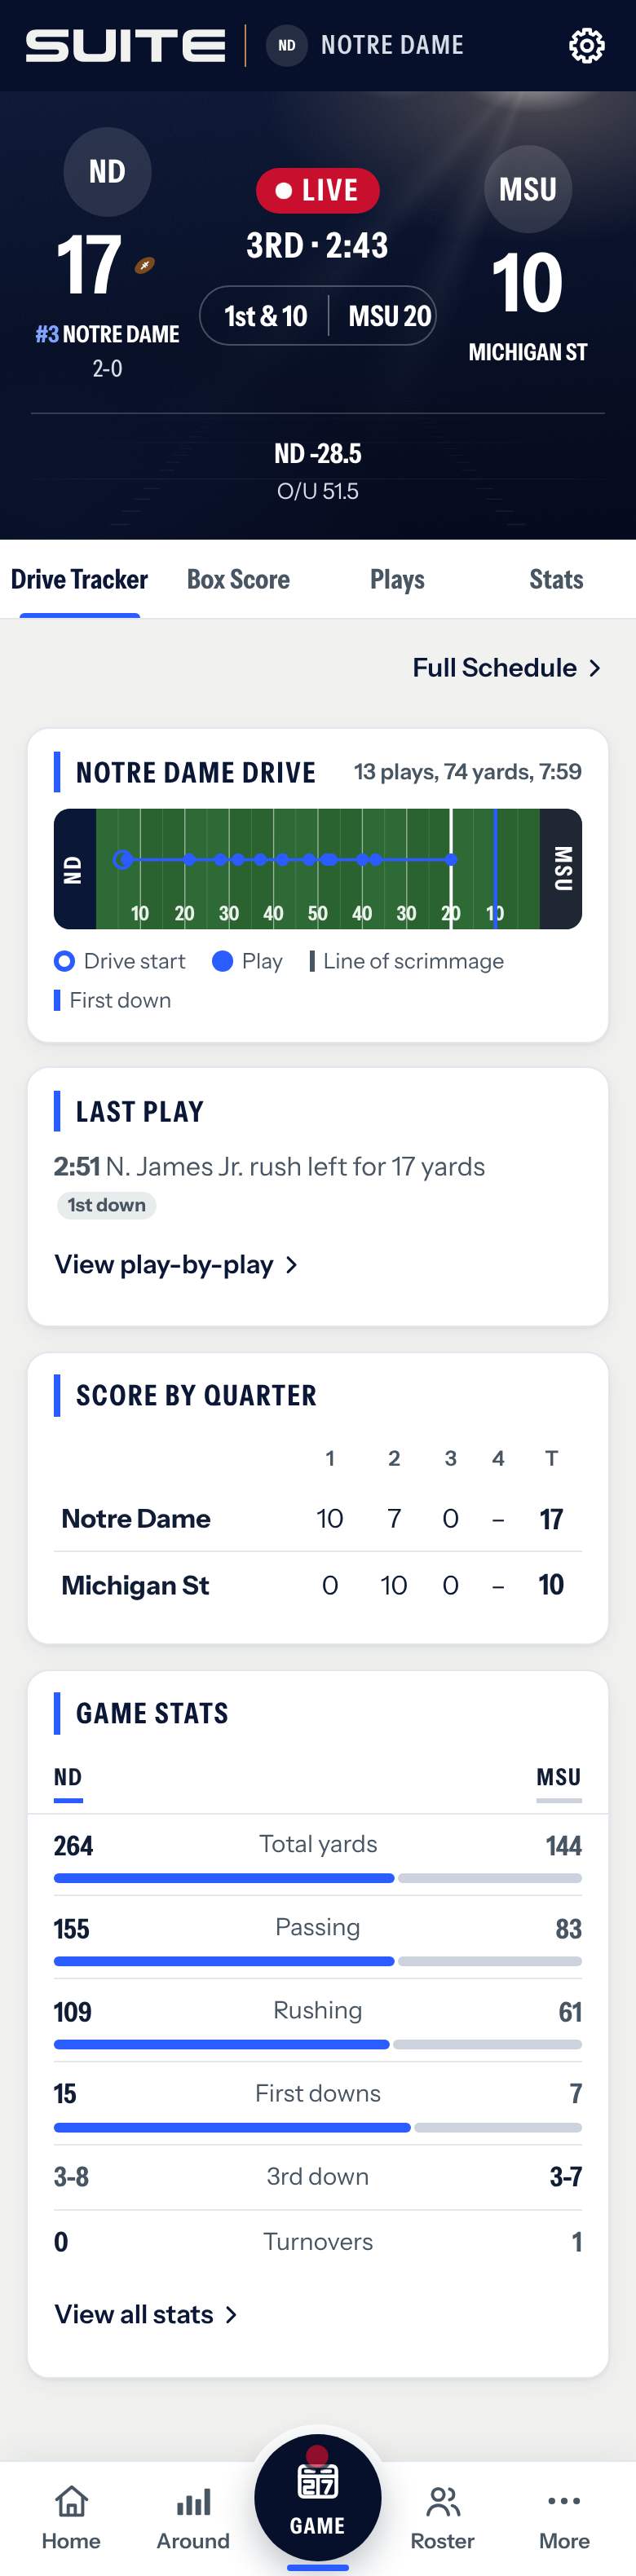 SUITE ND NOTRE DAME
ND
MSU
LIVE
17
3RD · 2:43
10
1st & 10 MSU 20
#3 NOTRE DAME
MICHIGAN ST
2-0
ND -28.5
O/U 51.5
Drive Tracker Box Score Plays Stats
Full Schedule
NOTRE DAME DRIVE 13 plays, 74 yards, 7:59
ND
MSU
10 20 30 40 50 40 30 20 10
Drive start Play Line of scrimmage
First down
LAST PLAY
2:51 N. James Jr. rush left for 17 yards
1st down
View play-by-play
SCORE BY QUARTER
1 2 3 4 T
Notre Dame 10 7 0 – 17
Michigan St 0 10 0 – 10
GAME STATS
ND MSU
264 Total yards 144
155 Passing 83
109 Rushing 61
15 First downs 7
3-8 3rd down 3-7
0 Turnovers 1
View all stats
27
GAME
Home Around Roster More